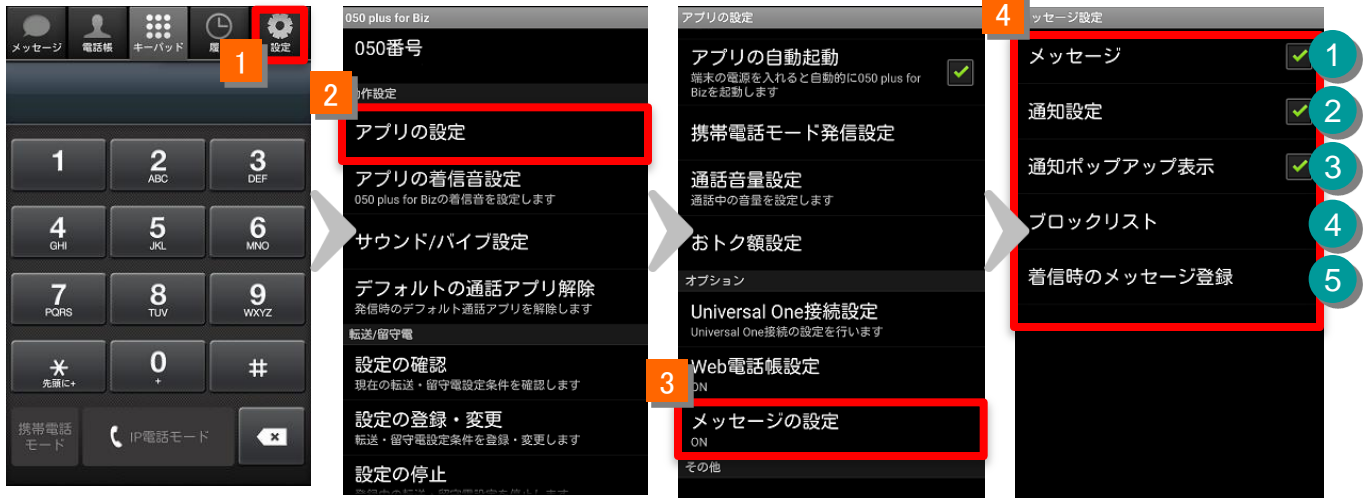 メッセージ
電話帳
キーパッド
設定
1
1
2
ABC
3
DEF
4
GHI
5
JKL
6
MNO
7
PQRS
8
TUV
9
WXYZ
先頭に+
0
+
#
携帯電話
モード
IP電話モード
050 plus for Biz
050番号
2
作設定
アプリの設定
アプリの着信音設定
050 plus for Bizの着信音を設定します
サウンド/バイブ設定
デフォルトの通話アプリ解除
発信時のデフォルト通話アプリを解除します
転送/留守電
設定の確認
現在の転送・留守電設定条件を確認します
設定の登録・変更
転送・留守電設定条件を登録・変更します
設定の停止
アプリの設定
アプリの自動起動
端末の電源を入れると自動的に050 plus for
Bizを起動します
携帯電話モード発信設定
通話音量設定
通話中の音量を設定します
おトク額設定
オプション
Universal One接続設定
Universal One接続の設定を行います
3
Web電話帳設定
ON
メッセージの設定
ON
その他
4
ッセージ設定
メッセージ
1
通知設定
2
通知ポップアップ表示
3
ブロックリスト
4
着信時のメッセージ登録
5